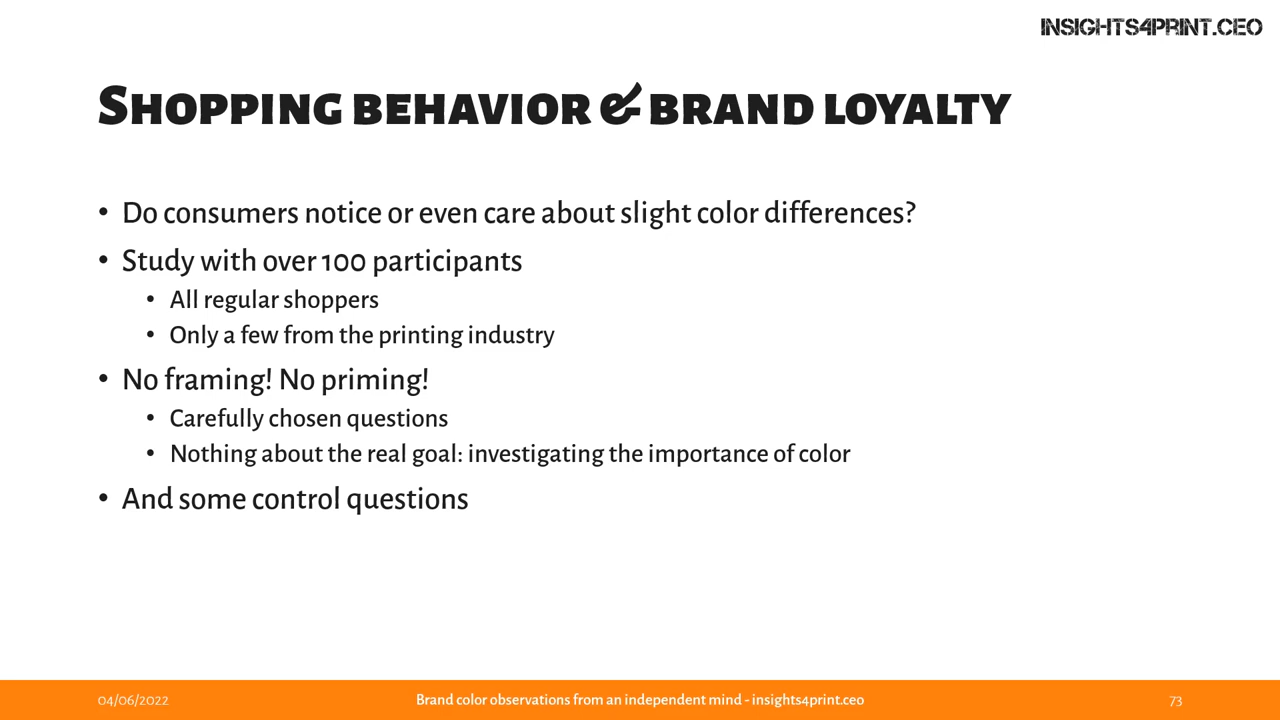 INSIGHTS4PRINT.CEO
Shopping behavior & brand loyalty
• Do consumers notice or even care about slight color differences?
• Study with over 100 participants
• All regular shoppers
• Only a few from the printing industry
• No framing! No priming!
• Carefully chosen questions
• Nothing about the real goal: investigating the importance of color
• And some control questions
04/06/2022
Brand color observations from an independent mind - insights4print.ceo
73